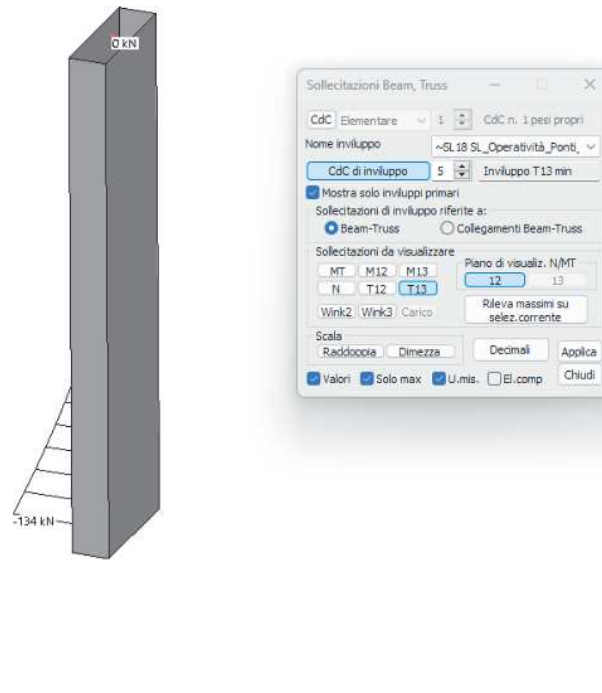 0 kN
-134 kN
Sollecitazioni Beam, Truss
CdC Elementare 1 CdC n. 1 pesi propri
Nome inviluppo ~SL18 SL_Operatività_Ponti_
CdC di inviluppo 5 Inviluppo T13 min
Mostra solo inviluppi primari
Sollecitazioni di inviluppo riferite a:
Beam-Truss Collegamenti Beam-Truss
Sollecitazioni da visualizzare
Piano di visualiz. N/MT
MT M12 M13
12 13
N T12 T13
Wink2 Wink3 Carico
Rileva massimi su
selez.corrente
Scala
Raddoppia Dimezza Decimali Applica
Valori Solo max U.mis. El.comp Chiudi